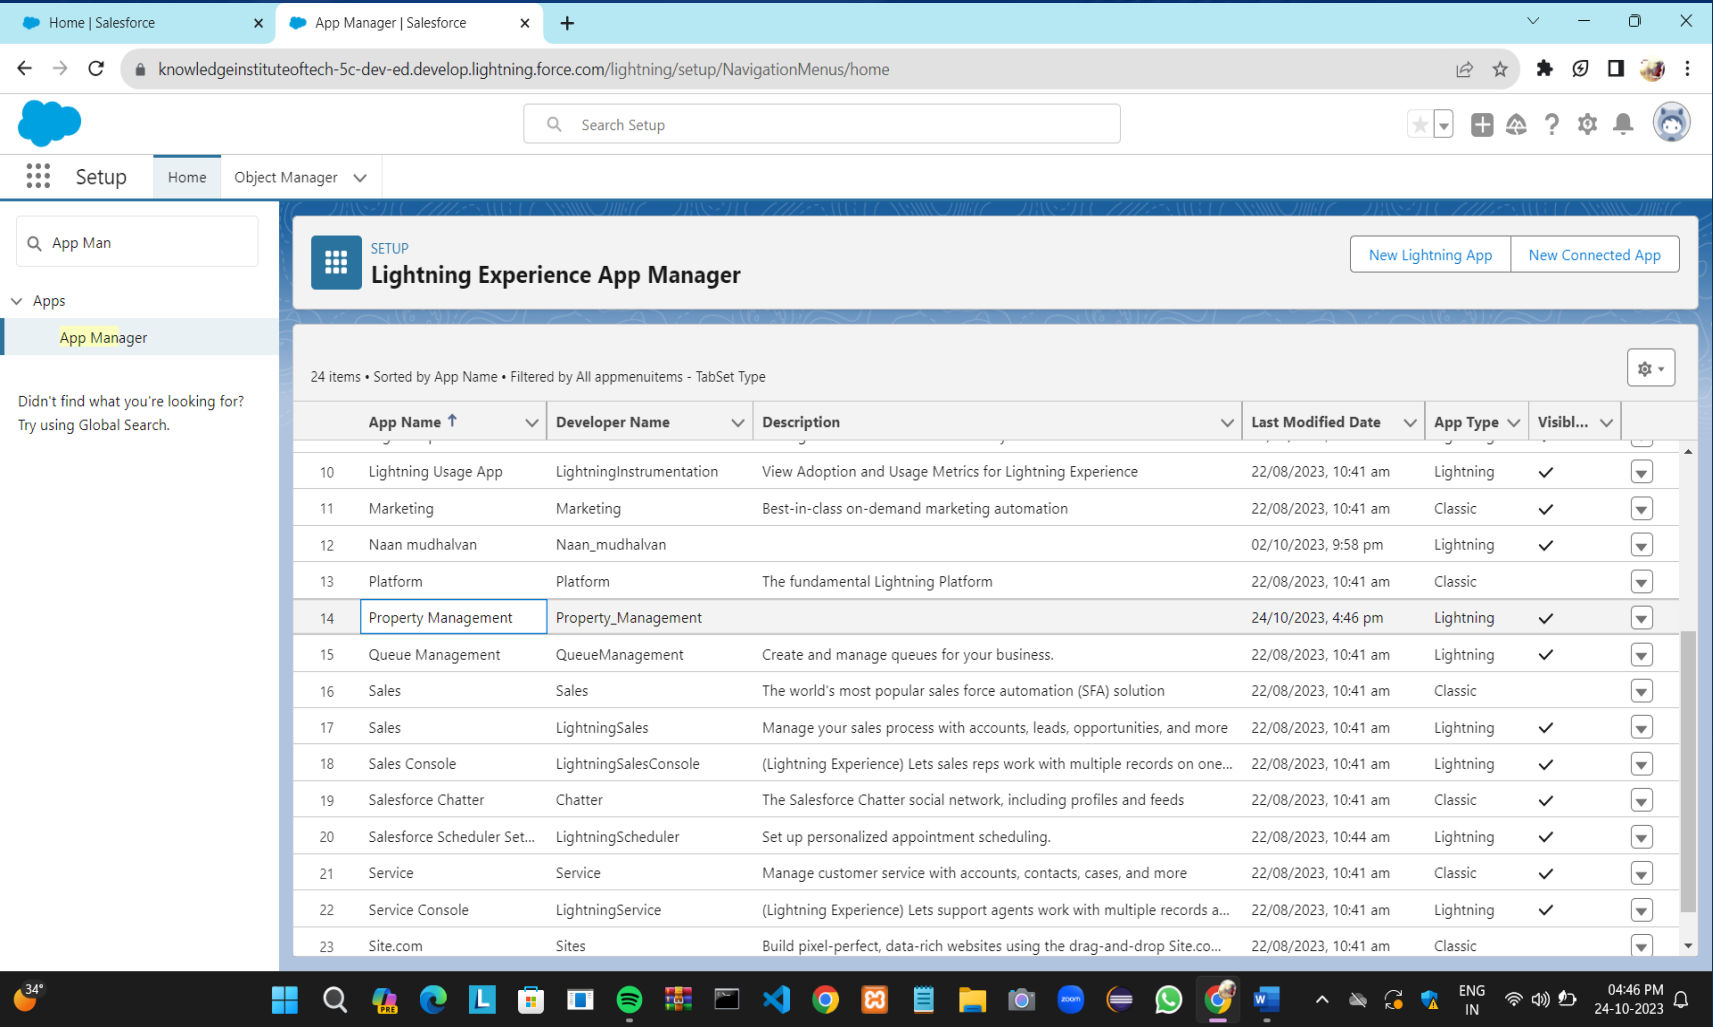 Home | Salesforce
App Manager | Salesforce
knowledgeinstituteoftech-5c-dev-ed.develop.lightning.force.com/lightning/setup/NavigationMenus/home
Search Setup
Setup
Home
Object Manager
App Man
Apps
App Manager
Didn't find what you're looking for?
Try using Global Search.
SETUP
Lightning Experience App Manager
New Lightning App
New Connected App
24 items • Sorted by App Name • Filtered by All appmenuitems - TabSet Type
App Name Developer Name Description Last Modified Date App Type Visibl...
10 Lightning Usage App LightningInstrumentation View Adoption and Usage Metrics for Lightning Experience 22/08/2023, 10:41 am Lightning
11 Marketing Marketing Best-in-class on-demand marketing automation 22/08/2023, 10:41 am Classic
12 Naan mudhalvan Naan_mudhalvan 02/10/2023, 9:58 pm Lightning
13 Platform Platform The fundamental Lightning Platform 22/08/2023, 10:41 am Classic
14 Property Management Property_Management 24/10/2023, 4:46 pm Lightning
15 Queue Management QueueManagement Create and manage queues for your business. 22/08/2023, 10:41 am Lightning
16 Sales Sales The world's most popular sales force automation (SFA) solution 22/08/2023, 10:41 am Classic
17 Sales LightningSales Manage your sales process with accounts, leads, opportunities, and more 22/08/2023, 10:41 am Lightning
18 Sales Console LightningSalesConsole (Lightning Experience) Lets sales reps work with multiple records on one... 22/08/2023, 10:41 am Lightning
19 Salesforce Chatter Chatter The Salesforce Chatter social network, including profiles and feeds 22/08/2023, 10:41 am Classic
20 Salesforce Scheduler Set... LightningScheduler Set up personalized appointment scheduling. 22/08/2023, 10:44 am Lightning
21 Service Service Manage customer service with accounts, contacts, cases, and more 22/08/2023, 10:41 am Classic
22 Service Console LightningService (Lightning Experience) Lets support agents work with multiple records a... 22/08/2023, 10:41 am Lightning
23 Site.com Sites Build pixel-perfect, data-rich websites using the drag-and-drop Site.co... 22/08/2023, 10:41 am Classic
34°
PRE
L
zoom
W
ENG
IN
04:46 PM
24-10-2023